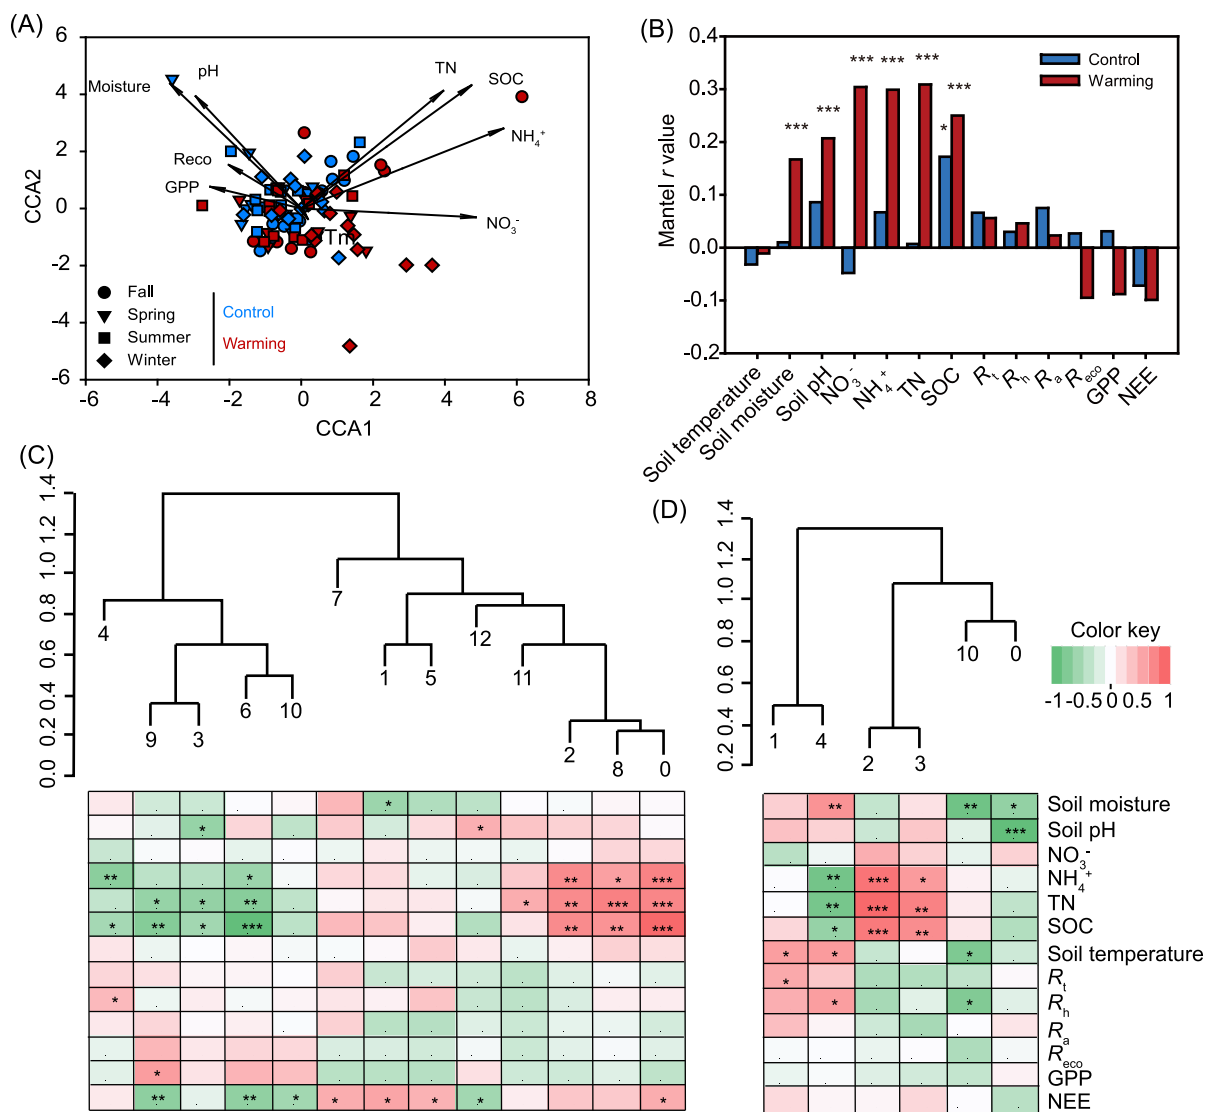 (A)
6
4
2
0
-2
-4
-6
CCA2
Moisture
pH
TN
SOC
NH4+
Reco
GPP
NO3-
Tm
Fall
Spring
Summer
Winter
Control
Warming
-6 -4 -2 0 2 4 6 8
CCA1
(B)
0.4
0.3
0.2
0.1
0.0
-0.1
-0.2
Mantel r value
Control
Warming
*** *** *** *** *** * ***
Soil temperature
Soil moisture
Soil pH
NO3-
NH4+
TN
SOC
Rt
Rh
Ra
Reco
GPP
NEE
(C)
1.4
1.2
1.0
0.8
0.6
0.4
0.2
0.0
4 9 3 6 10 7 1 5 12 11 2 8 0
*
* *
** * ** * ***
* * ** * ** *** ***
* ** * *** ** ** ***
*
*
** ** * * * * * *
(D)
1.4
1.2
1.0
0.8
0.6
0.4
0.2
1 4 2 3 10 0
Color key
-1 -0.5 0 0.5 1
** ** * Soil moisture
*** Soil pH
NO3-
** *** * NH4+
** *** ** TN
* *** ** SOC
* * * Soil temperature
* Rt
* * Rh
Ra
Reco
GPP
NEE